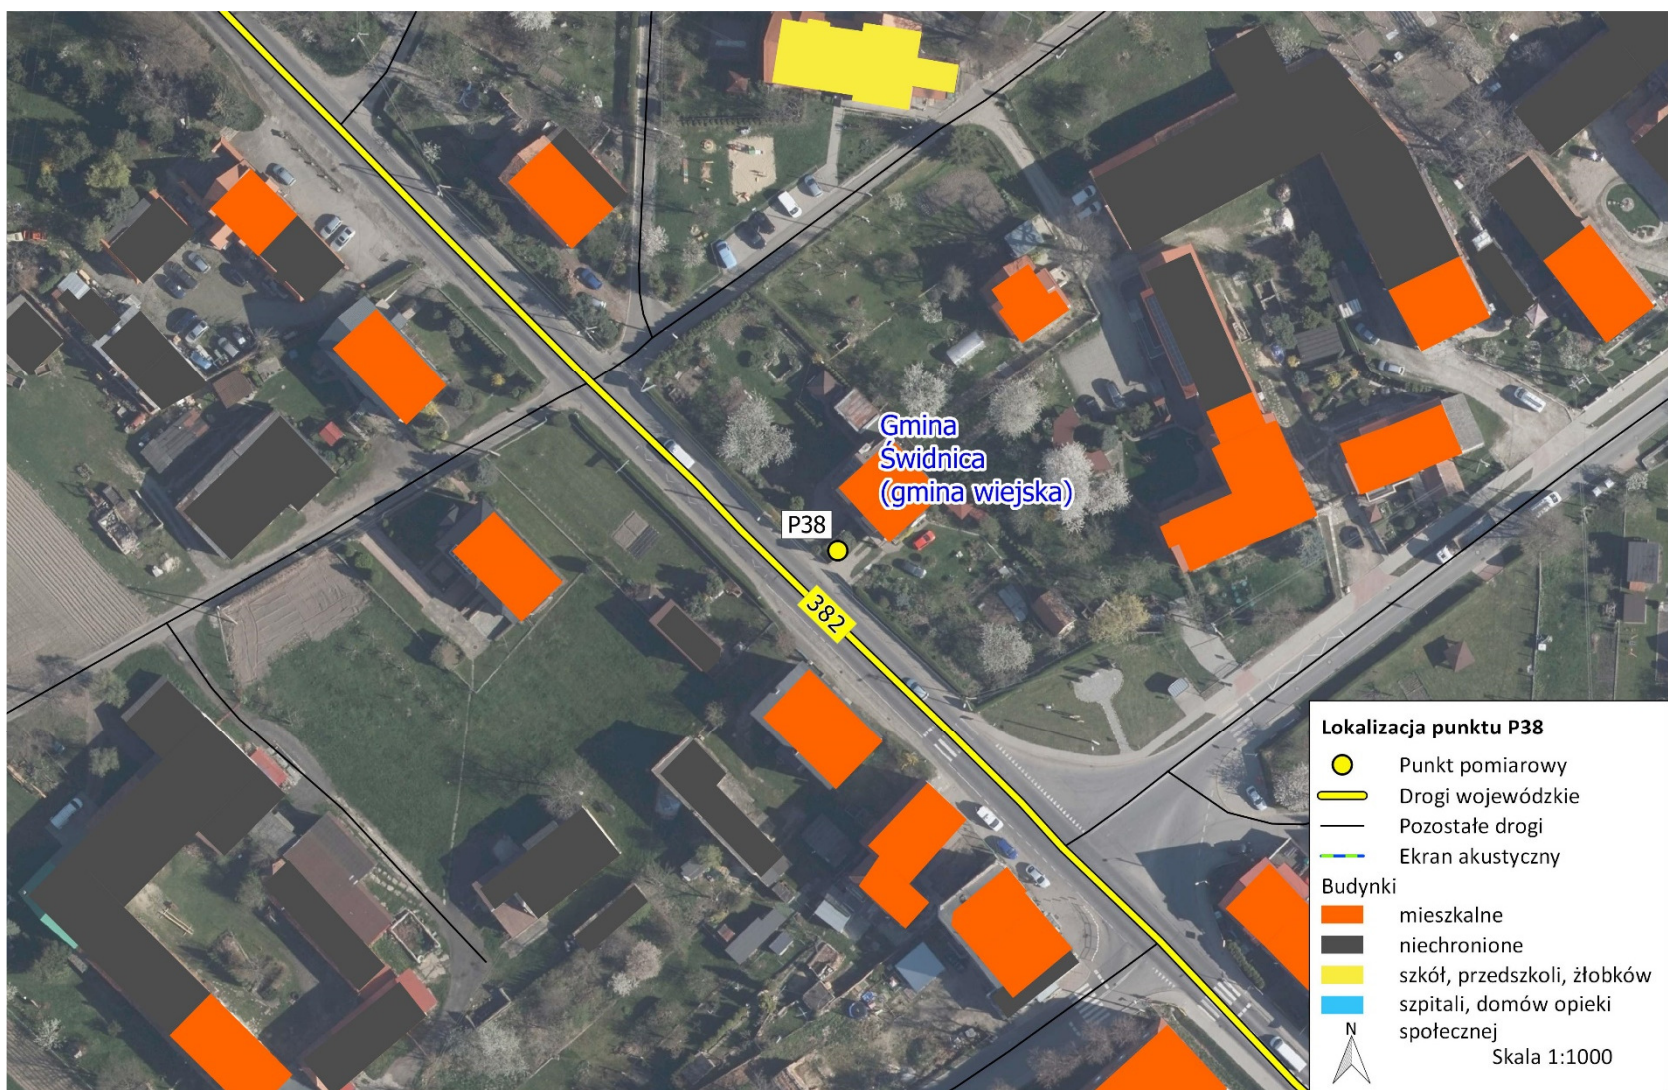 Gmina
Świdnica
(gmina wiejska)
P38
382
Lokalizacja punktu P38
Punkt pomiarowy
Drogi wojewódzkie
Pozostałe drogi
Ekran akustyczny
Budynki
mieszkalne
niechronione
szkół, przedszkoli, żłobków
szpitali, domów opieki
społecznej
N
Skala 1:1000